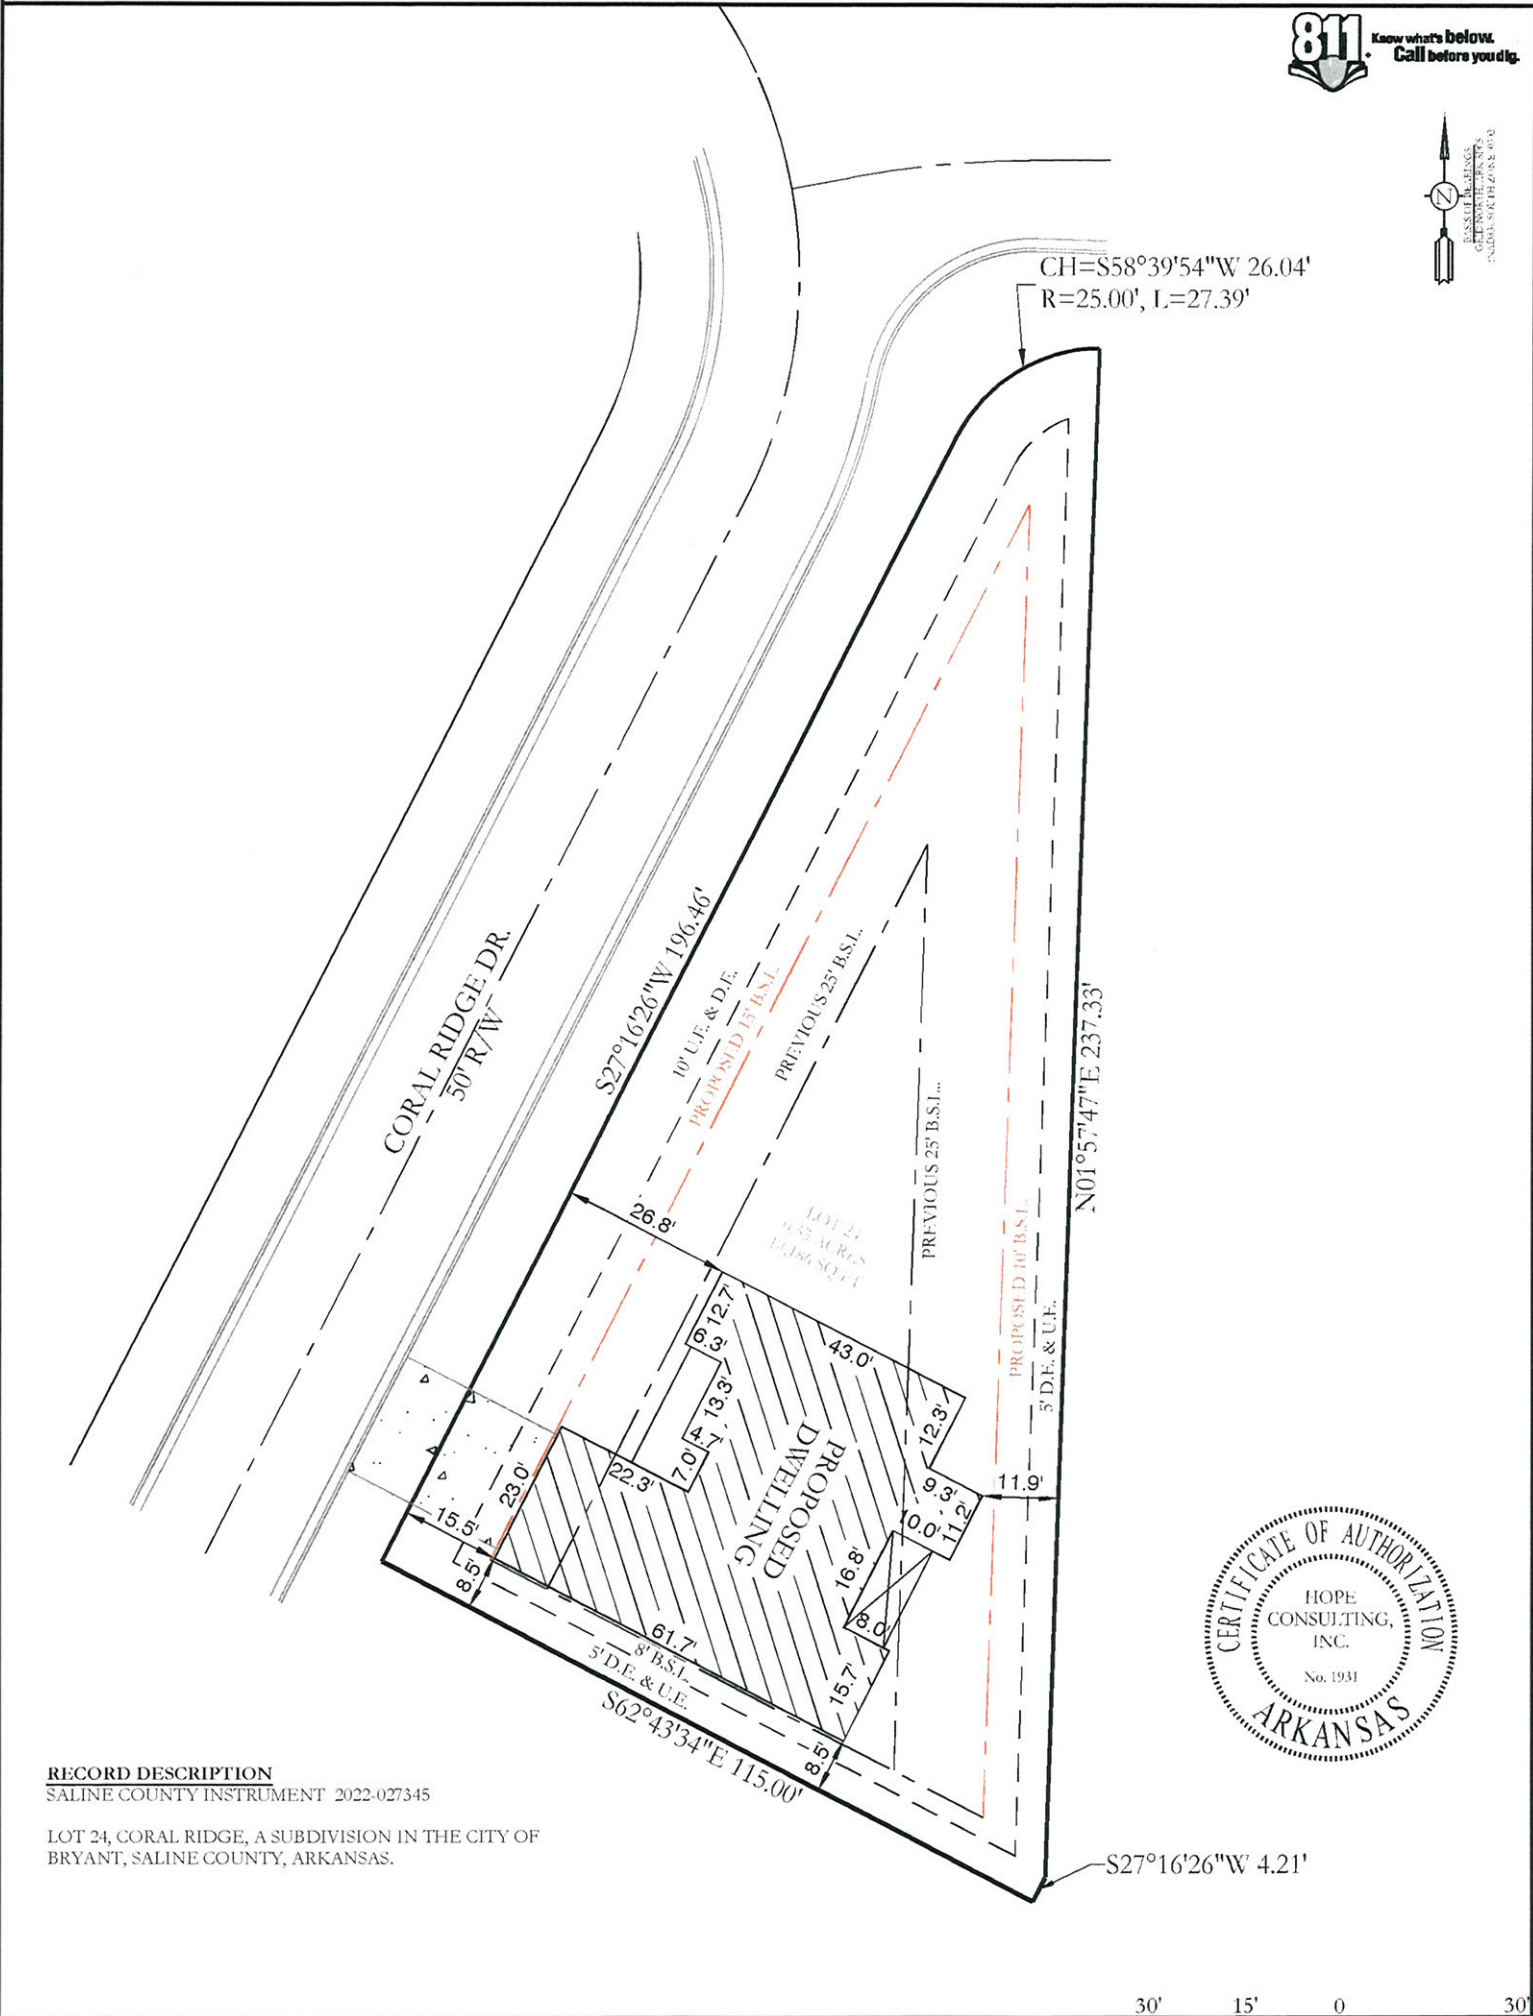 811
Know what's below.
Call before you dig.
N
BASIS OF BEARINGS
CH=S58°39'54"W 26.04'
R=25.00', L=27.39'
CORAL RIDGE DR.
50' R/W
S27°16'26"W 196.46'
10' U.E. & D.E.
PROPOSED 15' B.S.L.
PREVIOUS 25' B.S.L.
PREVIOUS 25' B.S.L.
N01°57'47"E 237.33'
PROPOSED 10' B.S.L.
5' D.E. & U.E.
26.8'
LOT 24
12.7'
6.3'
43.0'
13.3'
4.7'
7.0'
12.3'
22.3'
23.0'
9.3'
11.9'
10.0'
11.2'
PROPOSED
DWELLING
15.5'
16.8'
8.5'
8.0'
61.7'
8' B.S.L.
5' D.E. & U.E.
15.7'
8.5'
S62°43'34"E 115.00'
S27°16'26"W 4.21'
CERTIFICATE OF AUTHORIZATION
HOPE
CONSULTING,
INC.
No. 1931
ARKANSAS
RECORD DESCRIPTION
SALINE COUNTY INSTRUMENT 2022-027345
LOT 24, CORAL RIDGE, A SUBDIVISION IN THE CITY OF
BRYANT, SALINE COUNTY, ARKANSAS.
30' 15' 0 30'